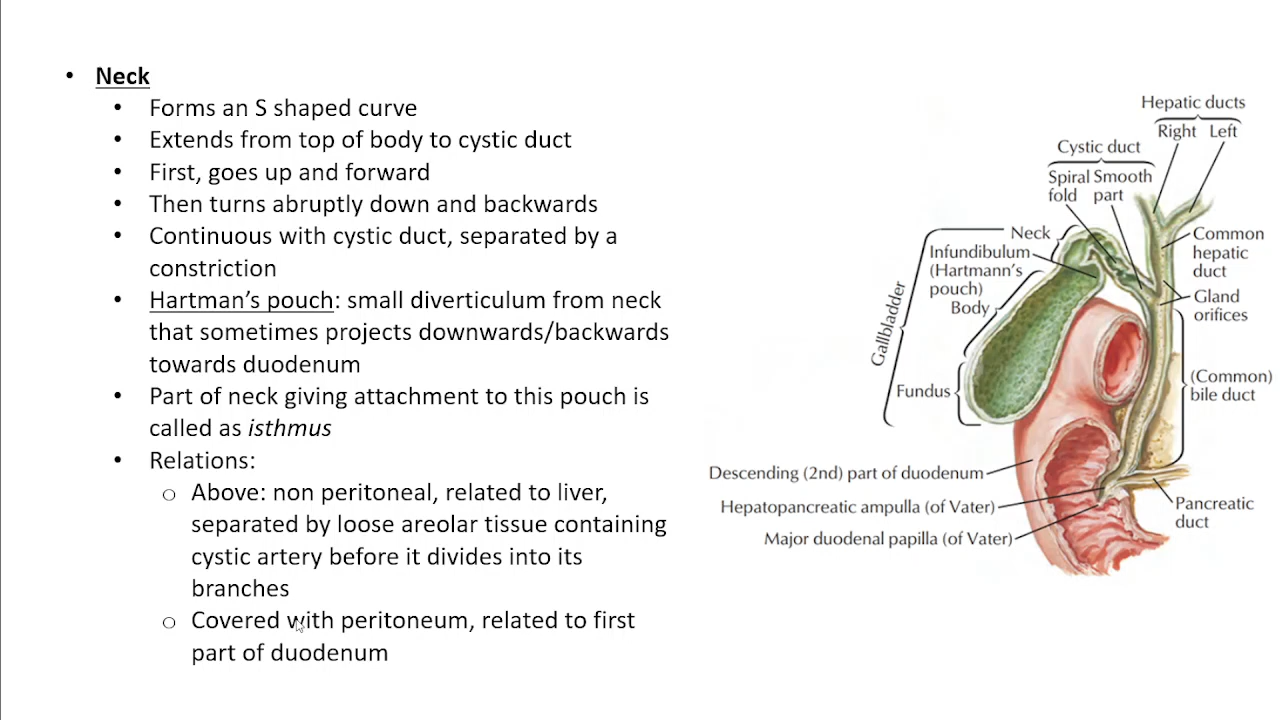 • Neck
• Forms an S shaped curve
• Extends from top of body to cystic duct
• First, goes up and forward
• Then turns abruptly down and backwards
• Continuous with cystic duct, separated by a
constriction
• Hartman's pouch: small diverticulum from neck
that sometimes projects downwards/backwards
towards duodenum
• Part of neck giving attachment to this pouch is
called as isthmus
• Relations:
o Above: non peritoneal, related to liver,
separated by loose areolar tissue containing
cystic artery before it divides into its
branches
o Covered with peritoneum, related to first
part of duodenum
Hepatic ducts
Right Left
Cystic duct
Spiral Smooth
fold part
Neck
Infundibulum
(Hartmann's
pouch)
Body
Gallbladder
Fundus
Common
hepatic
duct
Gland
orifices
(Common)
bile duct
Descending (2nd) part of duodenum
Hepatopancreatic ampulla (of Vater)
Major duodenal papilla (of Vater)
Pancreatic
duct